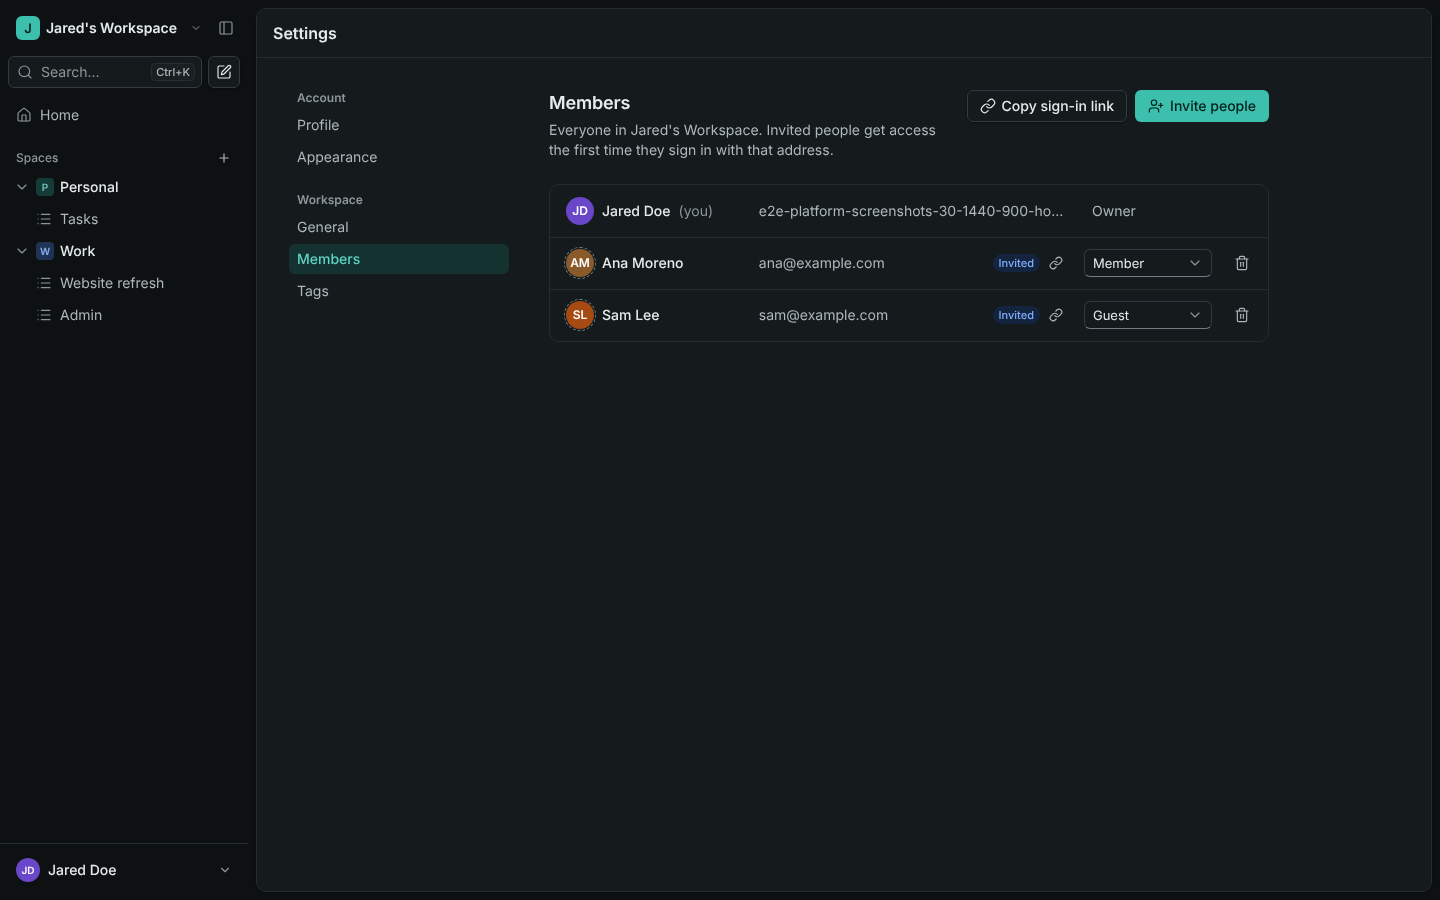 J Jared's Workspace
Search... Ctrl+K
Home
Spaces
P Personal
Tasks
W Work
Website refresh
Admin
JD Jared Doe
Settings
Account
Profile
Appearance
Workspace
General
Members
Tags
Members
Everyone in Jared's Workspace. Invited people get access
the first time they sign in with that address.
Copy sign-in link
Invite people
JD Jared Doe (you) e2e-platform-screenshots-30-1440-900-ho... Owner
AM Ana Moreno ana@example.com Invited Member
SL Sam Lee sam@example.com Invited Guest